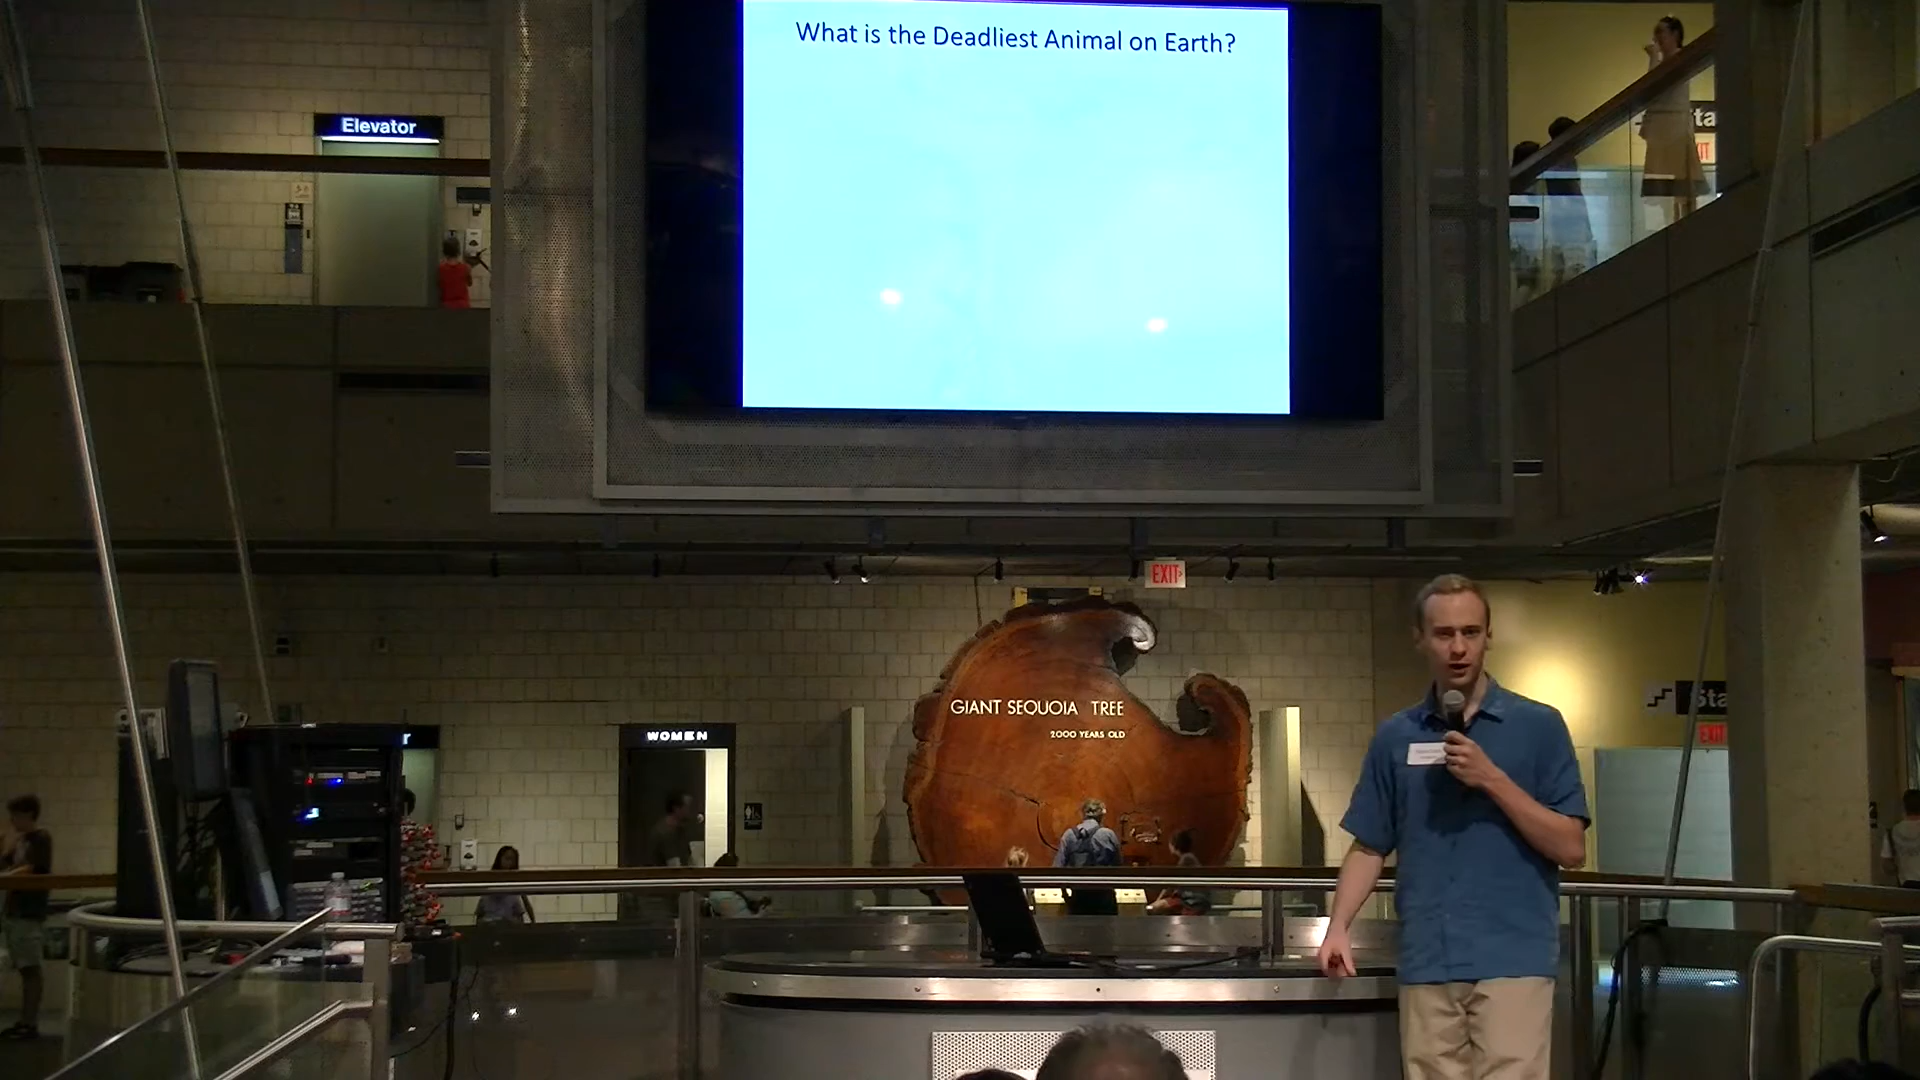 What is the Deadliest Animal on Earth?
Elevator
EXIT
GIANT SEQUOIA TREE
2000 YEARS OLD
WOMEN